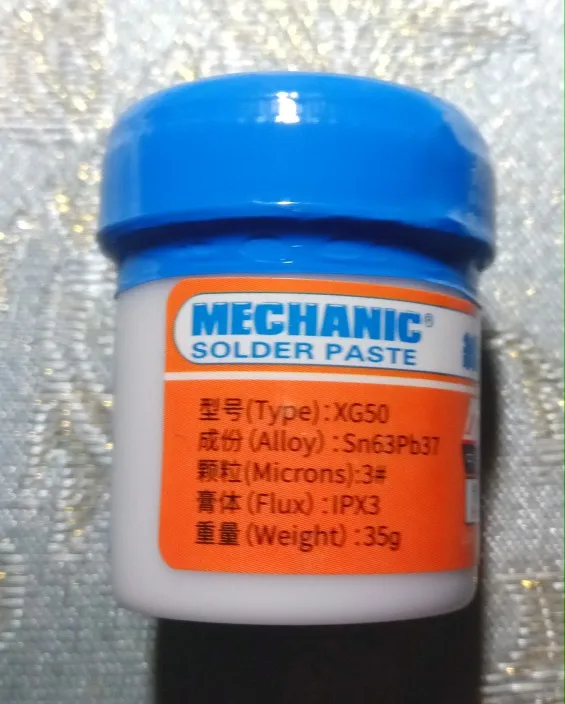 MECHANIC®
SOLDER PASTE
型号(Type):XG50
成份(Alloy):Sn63Pb37
颗粒(Microns):3#
膏体(Flux):IPX3
重量(Weight):35g